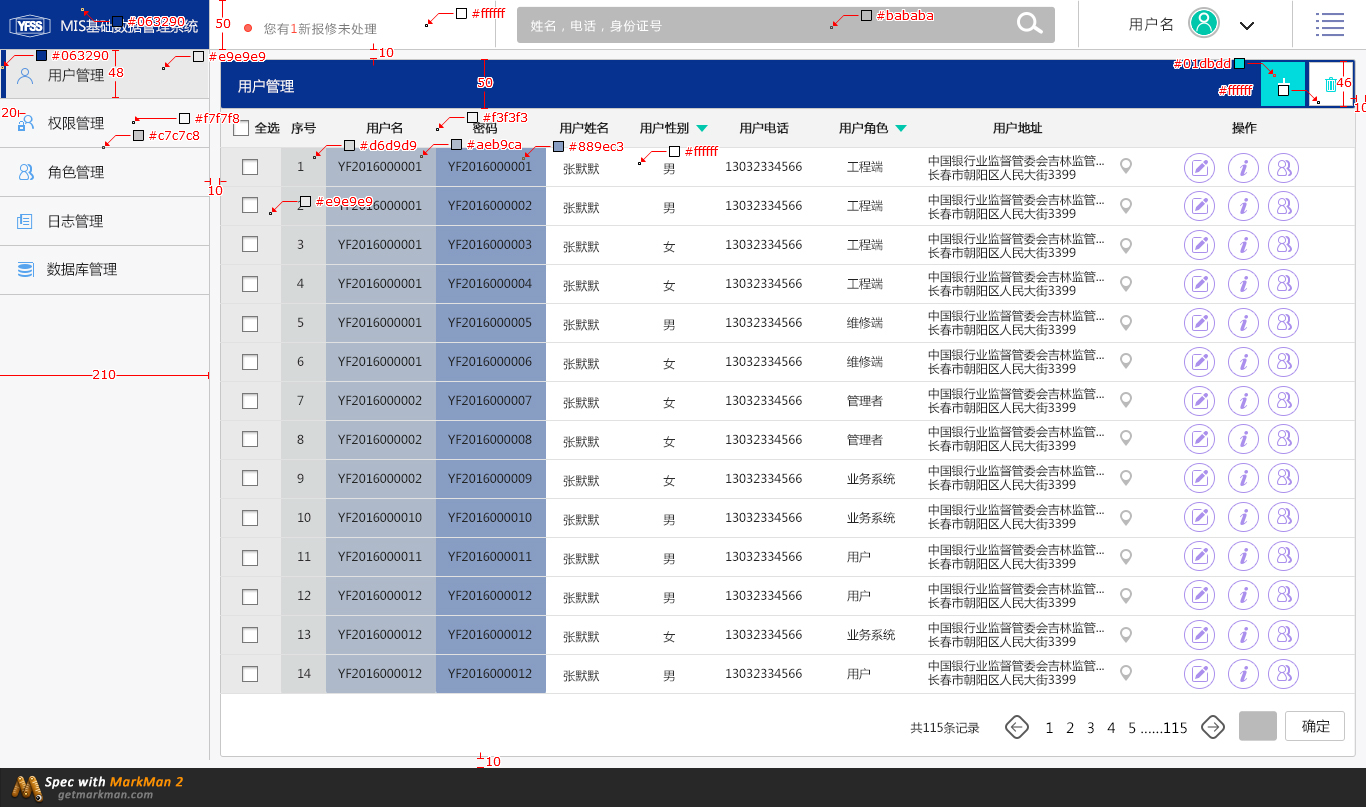 YFSS MIS基础数据管理系统
#063290
50
您有1新报修未处理
#ffffff
10
姓名，电话，身份证号
#bababa
用户名
#063290
#e9e9e9
用户管理
48
20
权限管理
#f7f7f8
#c7c7c8
角色管理
日志管理
数据库管理
210
10
用户管理
50
#01dbdd
#ffffff
46
10
全选 序号 用户名 密码 用户姓名 用户性别 用户电话 用户角色 用户地址 操作
#f3f3f3
#d6d9d9
#aeb9ca
#889ec3
#ffffff
#e9e9e9
1 YF2016000001 YF2016000001 张默默 男 13032334566 工程端 中国银行业监督管委会吉林监管...
长春市朝阳区人民大街3399
2 YF2016000001 YF2016000002 张默默 男 13032334566 工程端 中国银行业监督管委会吉林监管...
长春市朝阳区人民大街3399
3 YF2016000001 YF2016000003 张默默 女 13032334566 工程端 中国银行业监督管委会吉林监管...
长春市朝阳区人民大街3399
4 YF2016000001 YF2016000004 张默默 女 13032334566 工程端 中国银行业监督管委会吉林监管...
长春市朝阳区人民大街3399
5 YF2016000001 YF2016000005 张默默 男 13032334566 维修端 中国银行业监督管委会吉林监管...
长春市朝阳区人民大街3399
6 YF2016000001 YF2016000006 张默默 女 13032334566 维修端 中国银行业监督管委会吉林监管...
长春市朝阳区人民大街3399
7 YF2016000002 YF2016000007 张默默 女 13032334566 管理者 中国银行业监督管委会吉林监管...
长春市朝阳区人民大街3399
8 YF2016000002 YF2016000008 张默默 女 13032334566 管理者 中国银行业监督管委会吉林监管...
长春市朝阳区人民大街3399
9 YF2016000002 YF2016000009 张默默 女 13032334566 业务系统 中国银行业监督管委会吉林监管...
长春市朝阳区人民大街3399
10 YF2016000010 YF2016000010 张默默 男 13032334566 业务系统 中国银行业监督管委会吉林监管...
长春市朝阳区人民大街3399
11 YF2016000011 YF2016000011 张默默 男 13032334566 用户 中国银行业监督管委会吉林监管...
长春市朝阳区人民大街3399
12 YF2016000012 YF2016000012 张默默 男 13032334566 用户 中国银行业监督管委会吉林监管...
长春市朝阳区人民大街3399
13 YF2016000012 YF2016000012 张默默 女 13032334566 业务系统 中国银行业监督管委会吉林监管...
长春市朝阳区人民大街3399
14 YF2016000012 YF2016000012 张默默 男 13032334566 用户 中国银行业监督管委会吉林监管...
长春市朝阳区人民大街3399
共115条记录 1 2 3 4 5 ......115 确定
10
Spec with MarkMan 2
getmarkman.com